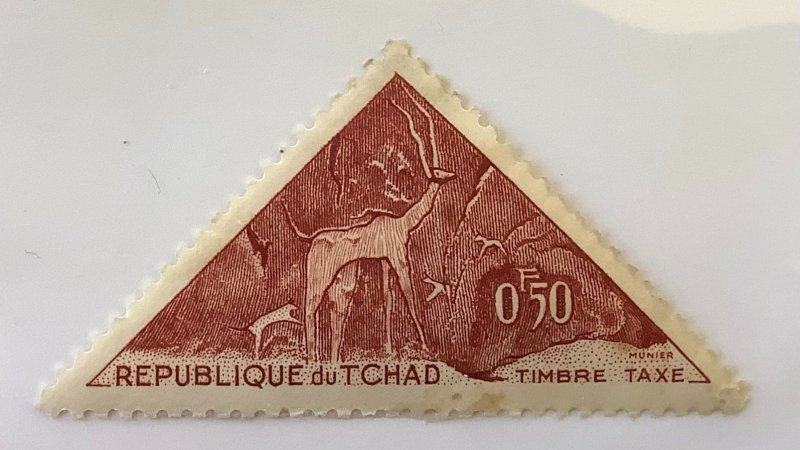 0F50
MUNIER
REPUBLIQUE du TCHAD TIMBRE TAXE